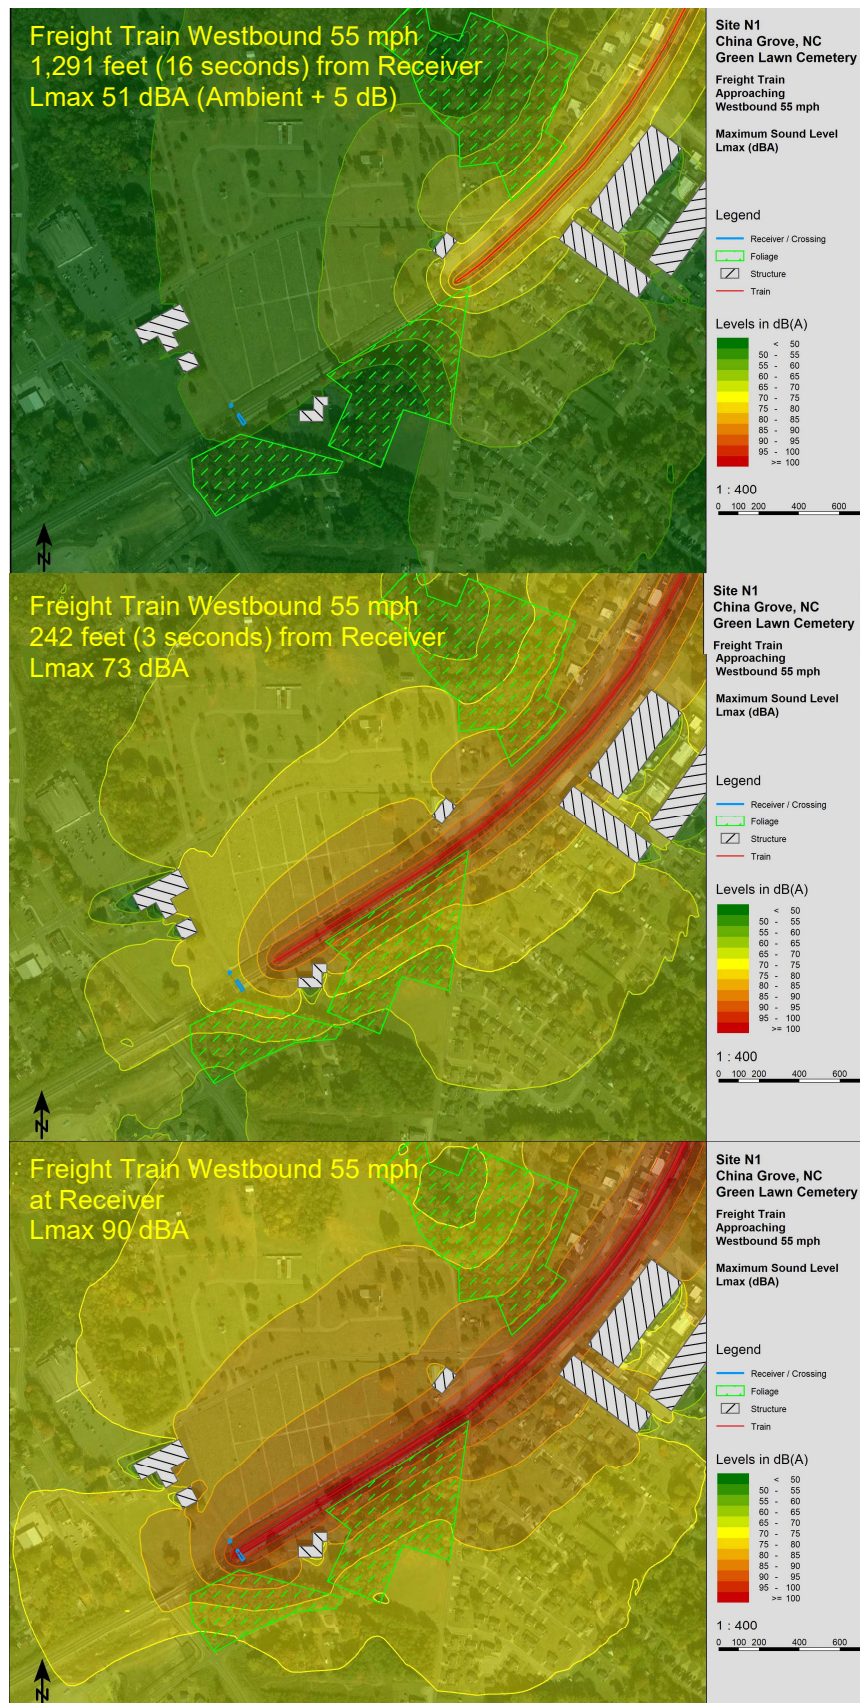 Freight Train Westbound 55 mph
1,291 feet (16 seconds) from Receiver
Lmax 51 dBA (Ambient + 5 dB)
Site N1
China Grove, NC
Green Lawn Cemetery
Freight Train
Approaching
Westbound 55 mph
Maximum Sound Level
Lmax (dBA)
Legend
Receiver / Crossing
Foliage
Structure
Train
Levels in dB(A)
< 50
50 - 55
55 - 60
60 - 65
65 - 70
70 - 75
75 - 80
80 - 85
85 - 90
90 - 95
95 - 100
>= 100
1 : 400
0 100 200 400 600
N
Freight Train Westbound 55 mph
242 feet (3 seconds) from Receiver
Lmax 73 dBA
Site N1
China Grove, NC
Green Lawn Cemetery
Freight Train
Approaching
Westbound 55 mph
Maximum Sound Level
Lmax (dBA)
Legend
Receiver / Crossing
Foliage
Structure
Train
Levels in dB(A)
< 50
50 - 55
55 - 60
60 - 65
65 - 70
70 - 75
75 - 80
80 - 85
85 - 90
90 - 95
95 - 100
>= 100
1 : 400
0 100 200 400 600
N
Freight Train Westbound 55 mph
at Receiver
Lmax 90 dBA
Site N1
China Grove, NC
Green Lawn Cemetery
Freight Train
Approaching
Westbound 55 mph
Maximum Sound Level
Lmax (dBA)
Legend
Receiver / Crossing
Foliage
Structure
Train
Levels in dB(A)
< 50
50 - 55
55 - 60
60 - 65
65 - 70
70 - 75
75 - 80
80 - 85
85 - 90
90 - 95
95 - 100
>= 100
1 : 400
0 100 200 400 600
N